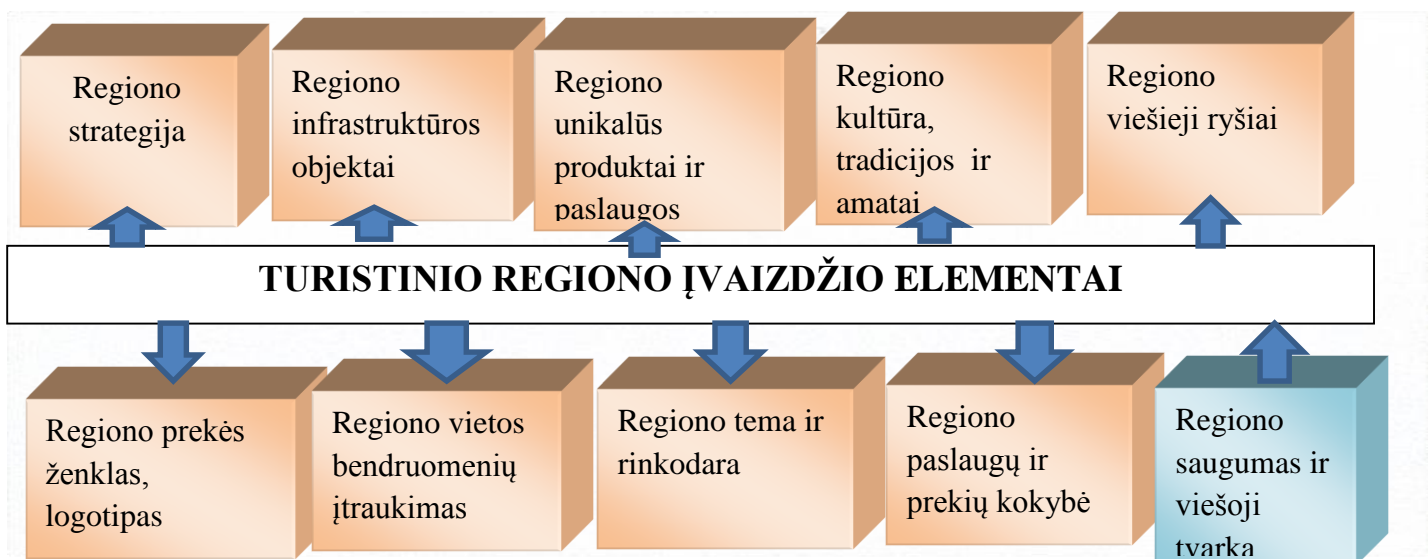 Regiono
strategija
Regiono
infrastruktūros
objektai
Regiono
unikalūs
produktai ir
paslaugos
Regiono
kultūra,
tradicijos ir
amatai
Regiono
viešieji ryšiai
TURISTINIO REGIONO ĮVAIZDŽIO ELEMENTAI
Regiono prekės
ženklas,
logotipas
Regiono vietos
bendruomenių
įtraukimas
Regiono tema ir
rinkodara
Regiono
paslaugų ir
prekių kokybė
Regiono
saugumas ir
viešoji
tvarka